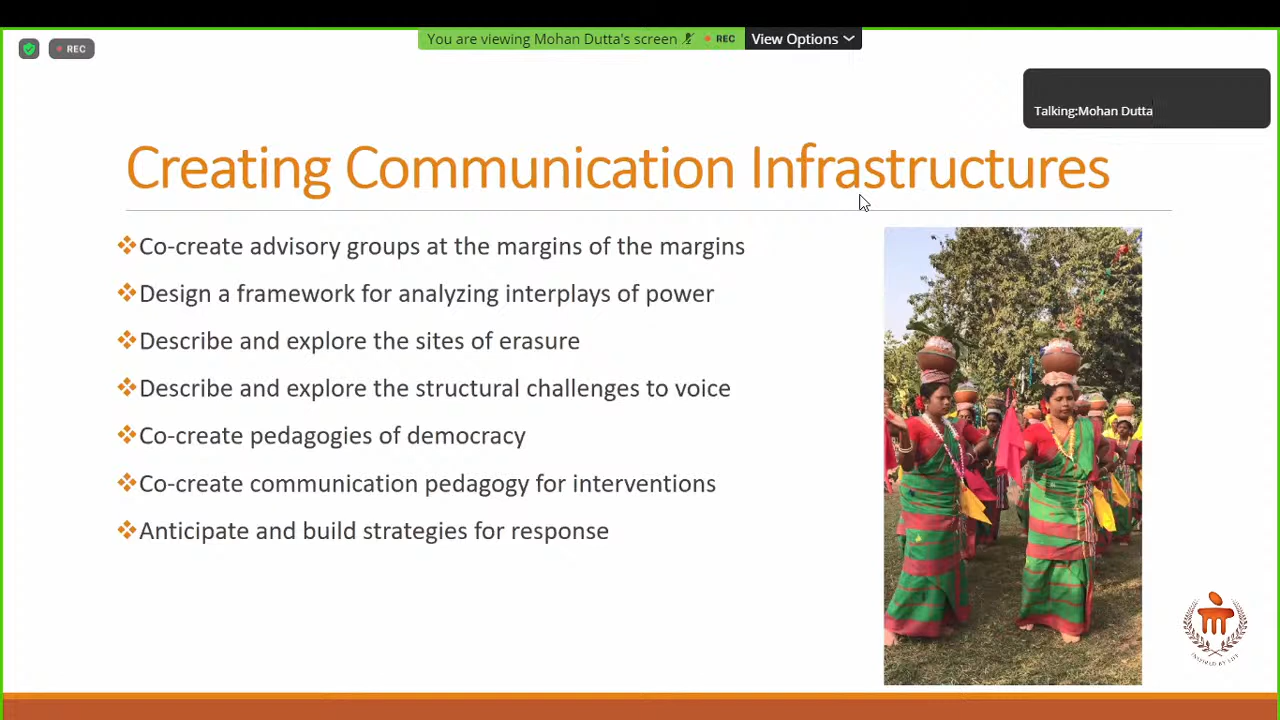 You are viewing Mohan Dutta's screen
REC
View Options
REC
Talking:Mohan Dutta
Creating Communication Infrastructures
Co-create advisory groups at the margins of the margins
Design a framework for analyzing interplays of power
Describe and explore the sites of erasure
Describe and explore the structural challenges to voice
Co-create pedagogies of democracy
Co-create communication pedagogy for interventions
Anticipate and build strategies for response
INSPIRED BY LIFE